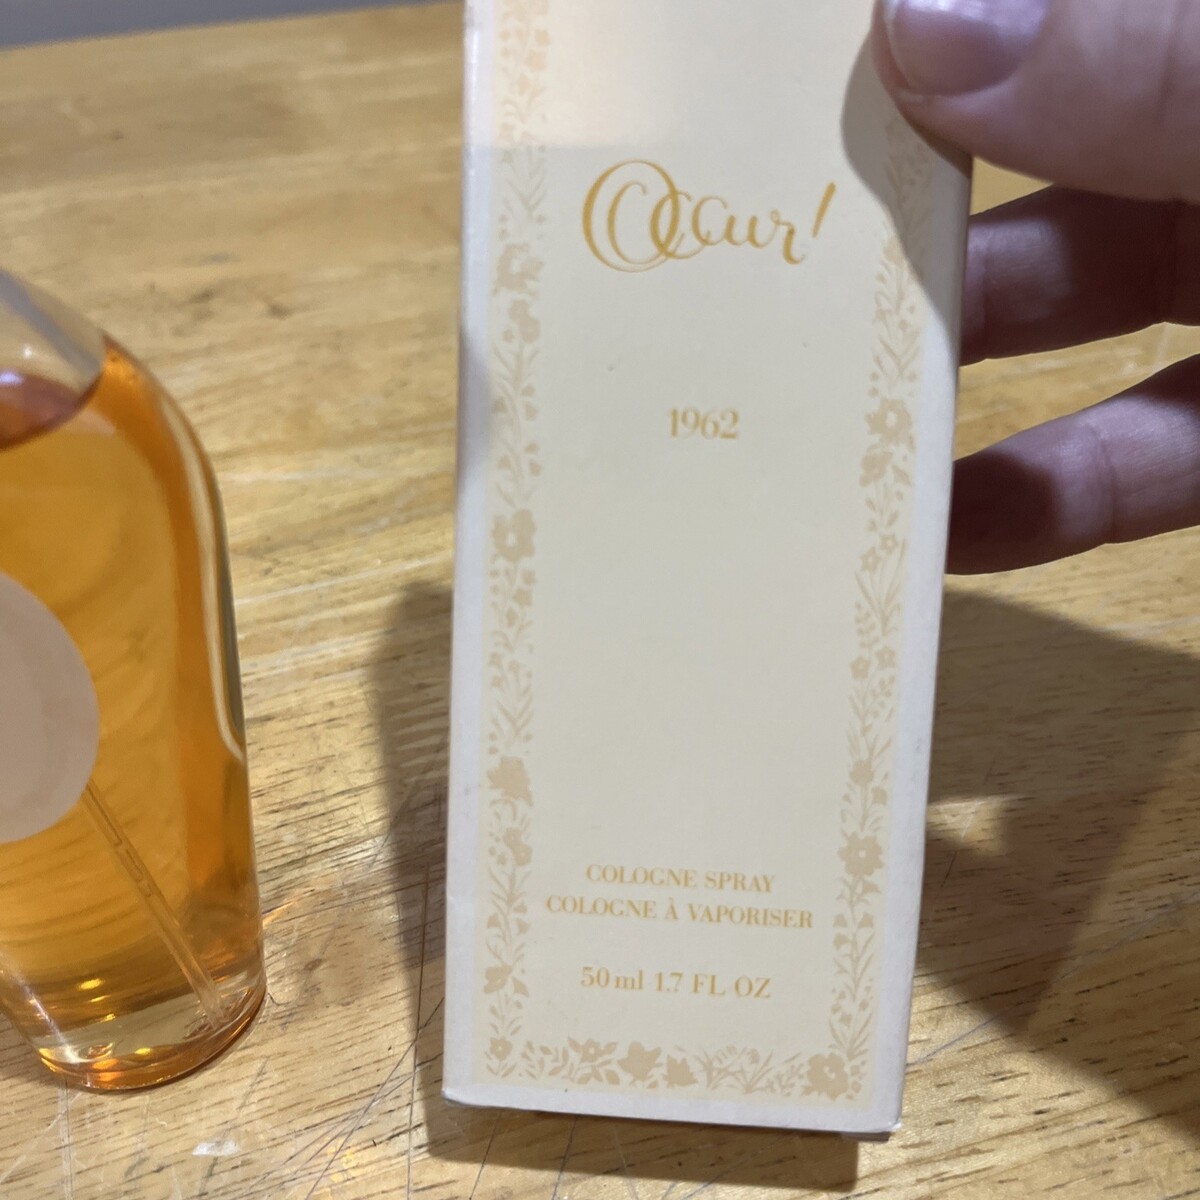 Occur!
1962
COLOGNE SPRAY
COLOGNE À VAPORISER
50 ml 1.7 FL OZ